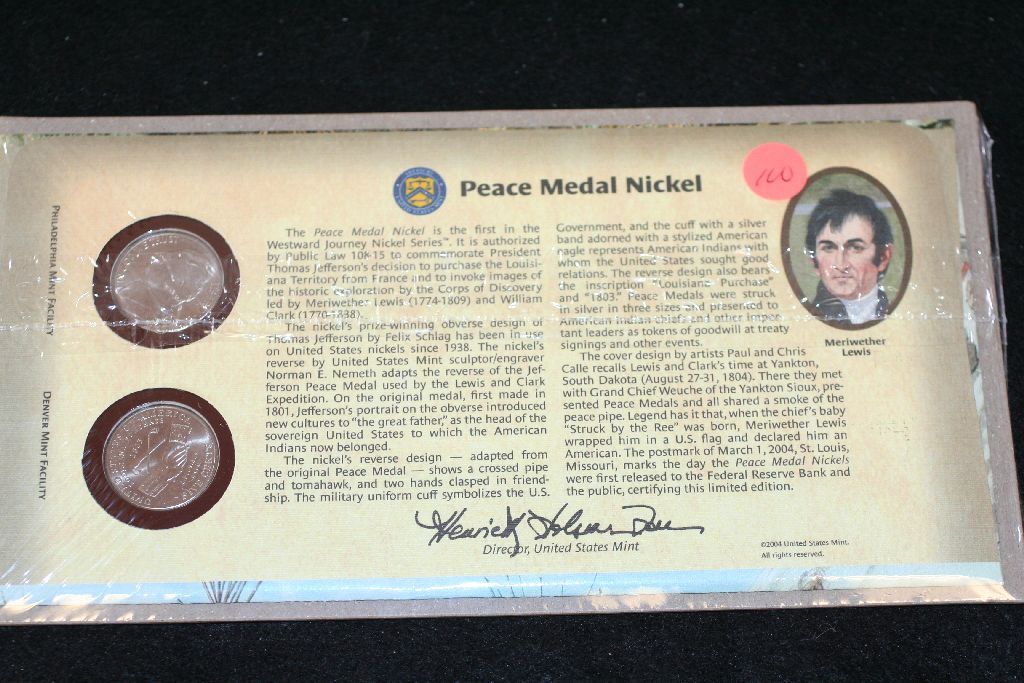 Peace Medal Nickel
100
PHILADELPHIA MINT FACILITY
DENVER MINT FACILITY
The Peace Medal Nickel is the first in the
Westward Journey Nickel Series™. It is authorized
by Public Law 108-15 to commemorate President
Thomas Jefferson's decision to purchase the Louisi-
ana Territory from France and to invoke images of
the historic exploration by the Corps of Discovery
led by Meriwether Lewis (1774-1809) and William
Clark (1770-1838).
The nickel's prize-winning obverse design of
Thomas Jefferson by Felix Schlag has been in use
on United States nickels since 1938. The nickel's
reverse by United States Mint sculptor/engraver
Norman E. Nemeth adapts the reverse of the Jef-
ferson Peace Medal used by the Lewis and Clark
Expedition. On the original medal, first made in
1801, Jefferson's portrait on the obverse introduced
new cultures to "the great father," as the head of the
sovereign United States to which the American
Indians now belonged.
The nickel's reverse design — adapted from
the original Peace Medal — shows a crossed pipe
and tomahawk, and two hands clasped in friend-
ship. The military uniform cuff symbolizes the U.S.
Government, and the cuff with a silver
band adorned with a stylized American
eagle represents American Indians with
whom the United States sought good
relations. The reverse design also bears
the inscription "Louisiana Purchase"
and "1803." Peace Medals were struck
in silver in three sizes and presented to
American Indian chiefs and other impor-
tant leaders as tokens of goodwill at treaty
signings and other events.
The cover design by artists Paul and Chris
Calle recalls Lewis and Clark's time at Yankton,
South Dakota (August 27-31, 1804). There they met
with Grand Chief Weuche of the Yankton Sioux, pre-
sented Peace Medals and all shared a smoke of the
peace pipe. Legend has it that, when the chief's baby
"Struck by the Ree" was born, Meriwether Lewis
wrapped him in a U.S. flag and declared him an
American. The postmark of March 1, 2004, St. Louis,
Missouri, marks the day the Peace Medal Nickels
were first released to the Federal Reserve Bank and
the public, certifying this limited edition.
Meriwether
Lewis
Director, United States Mint
©2004 United States Mint.
All rights reserved.